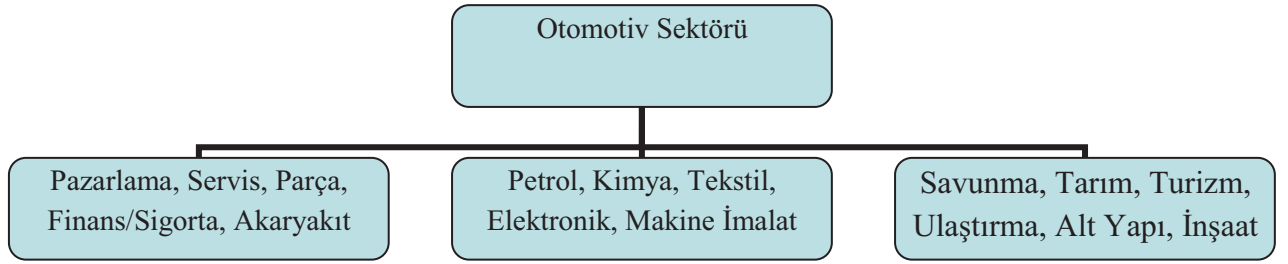 Otomotiv Sektörü
Pazarlama, Servis, Parça,
Finans/Sigorta, Akaryakıt
Petrol, Kimya, Tekstil,
Elektronik, Makine İmalat
Savunma, Tarım, Turizm,
Ulaştırma, Alt Yapı, İnşaat